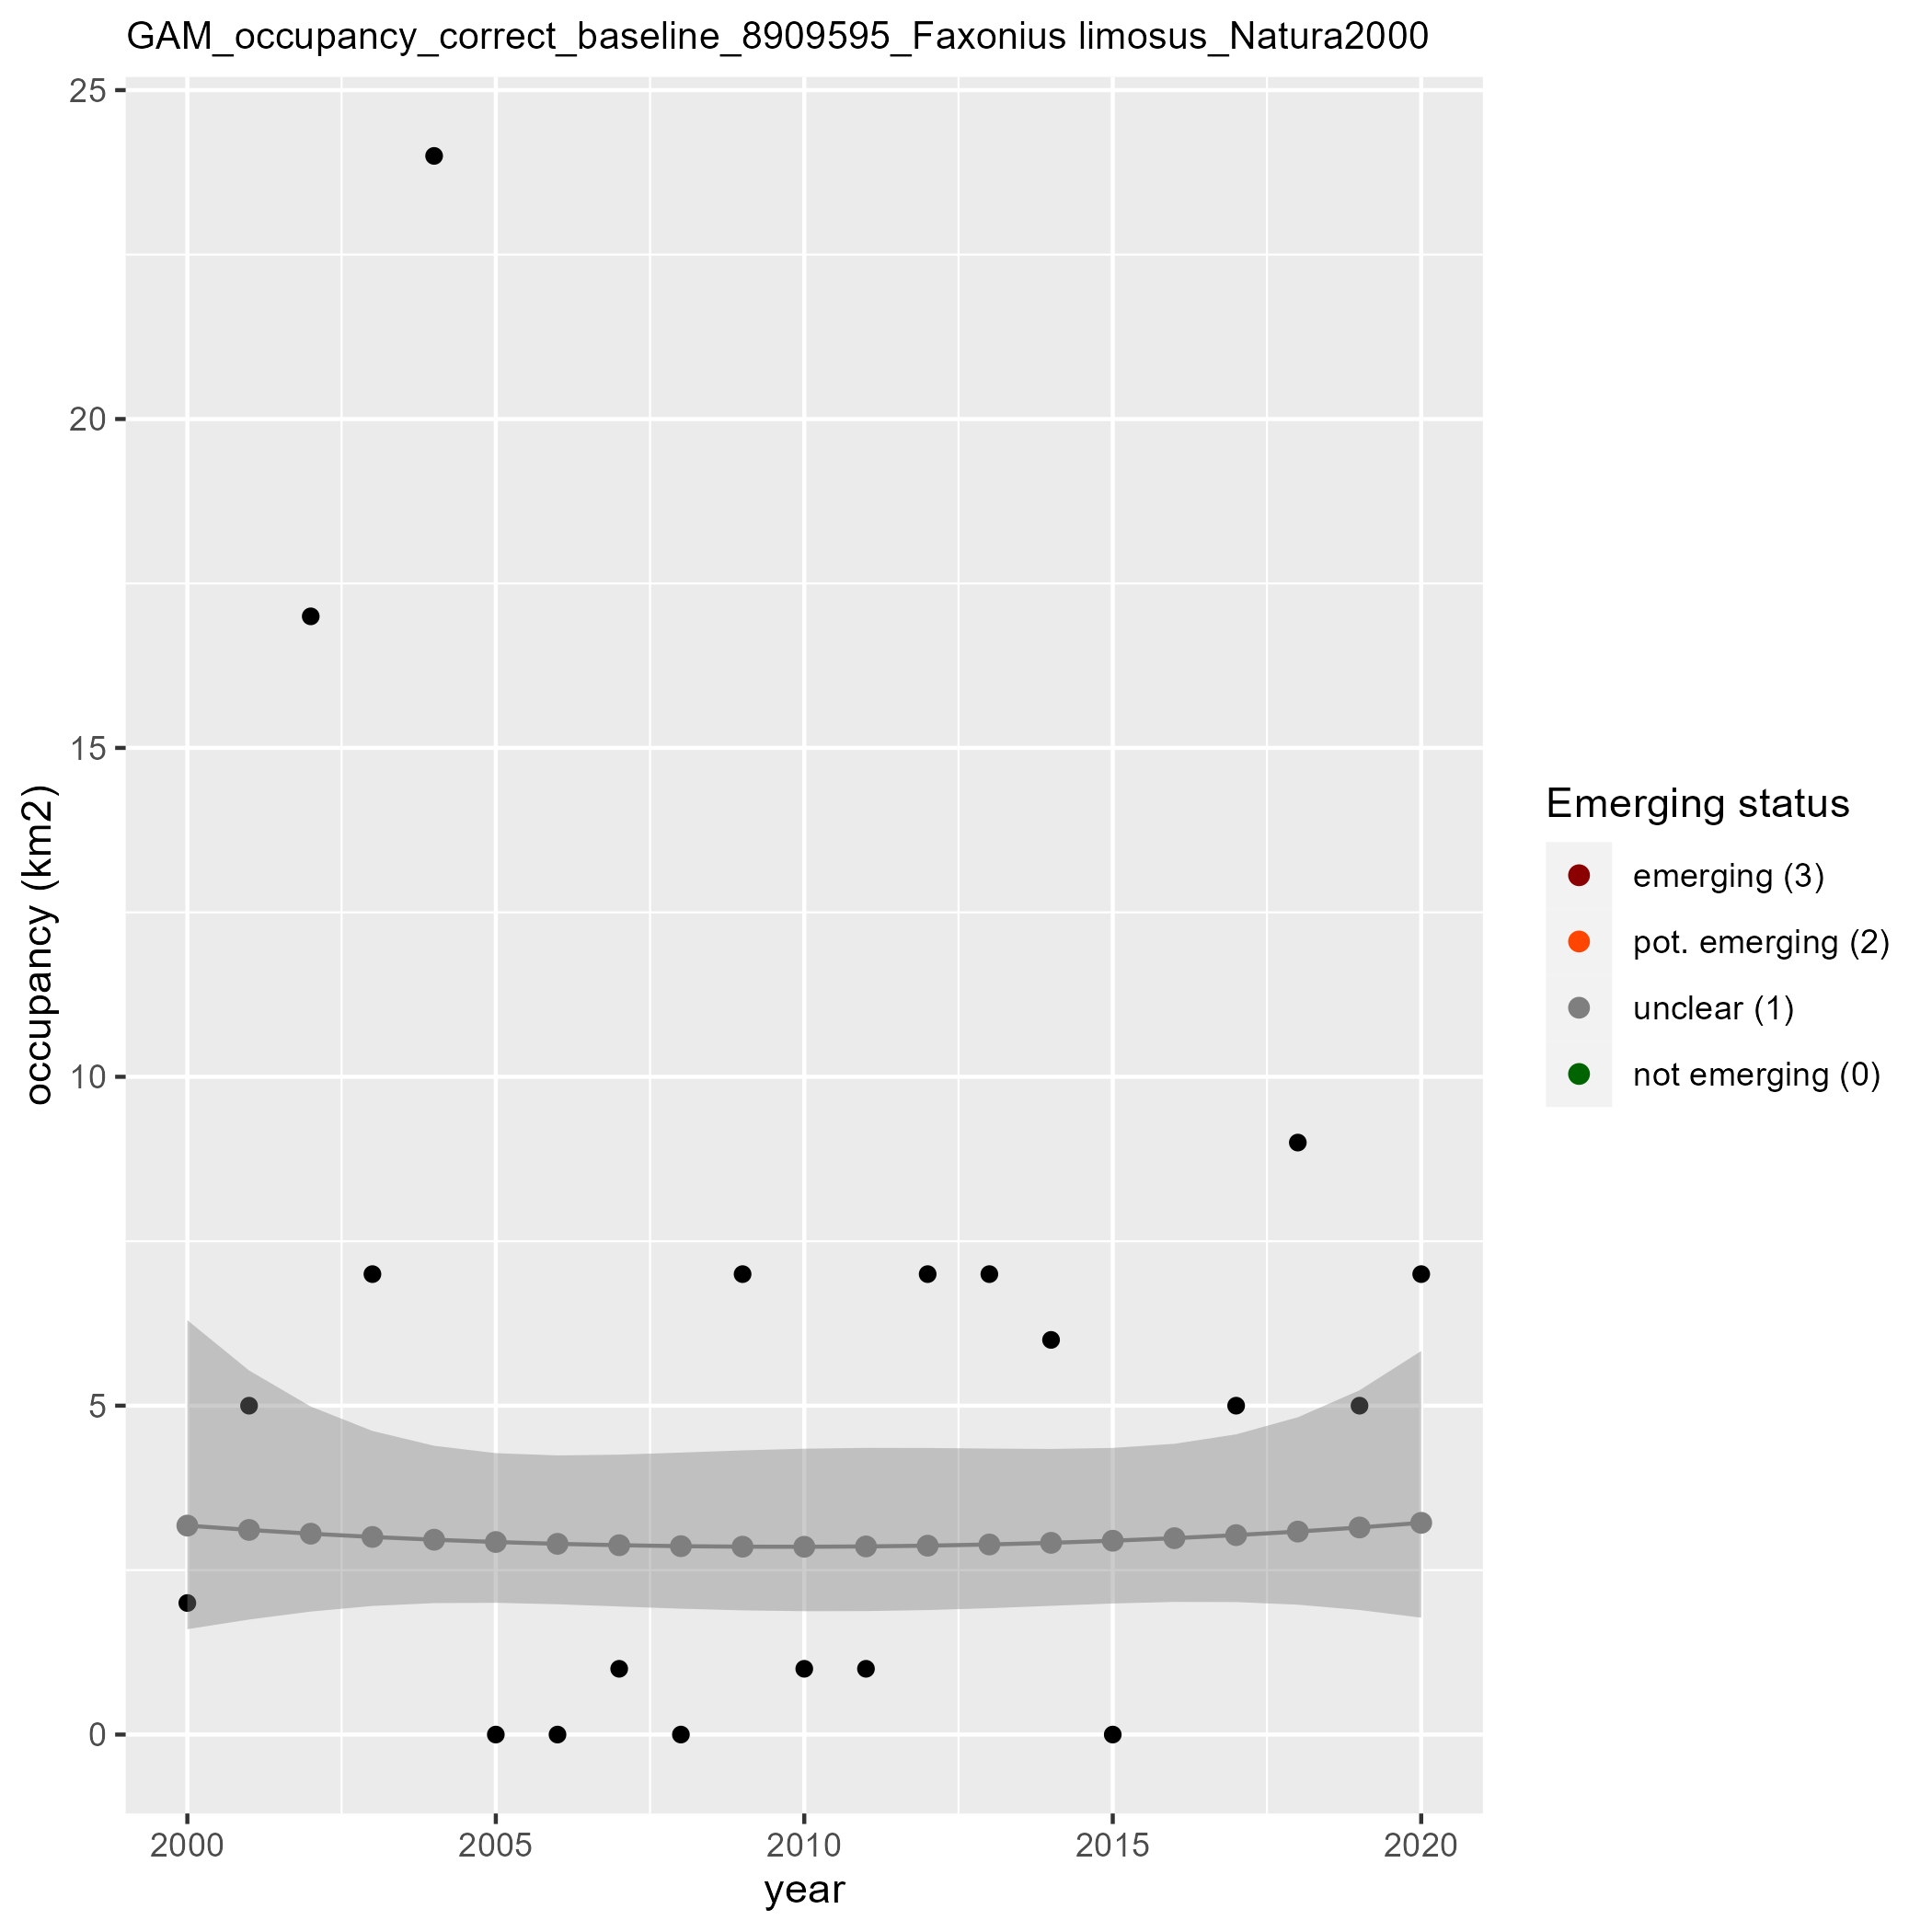 GAM_occupancy_correct_baseline_8909595_Faxonius limosus_Natura2000
25
20
15
10
5
0
occupancy (km2)
2000
2005
2010
2015
2020
year
Emerging status
emerging (3)
pot. emerging (2)
unclear (1)
not emerging (0)